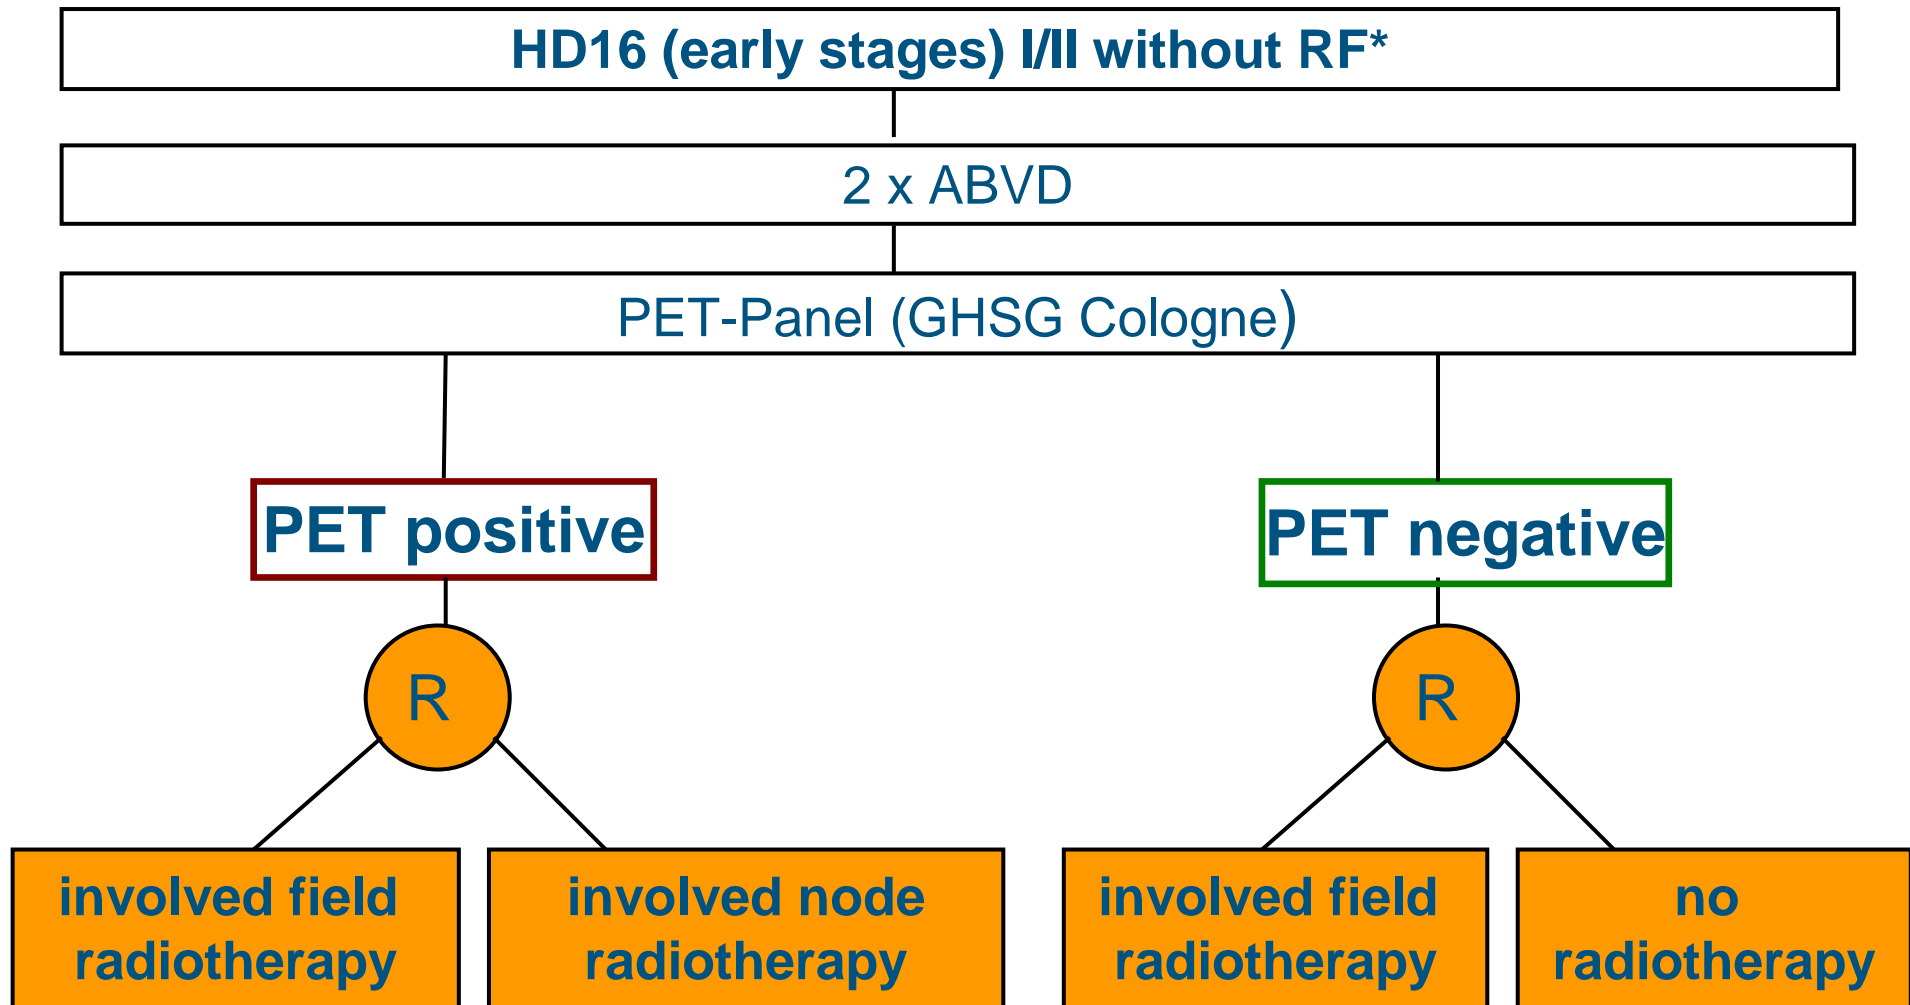 HD16 (early stages) I/II without RF*
2 x ABVD
PET-Panel (GHSG Cologne)
PET positive
PET negative
R
R
involved field
radiotherapy
involved node
radiotherapy
involved field
radiotherapy
no
radiotherapy